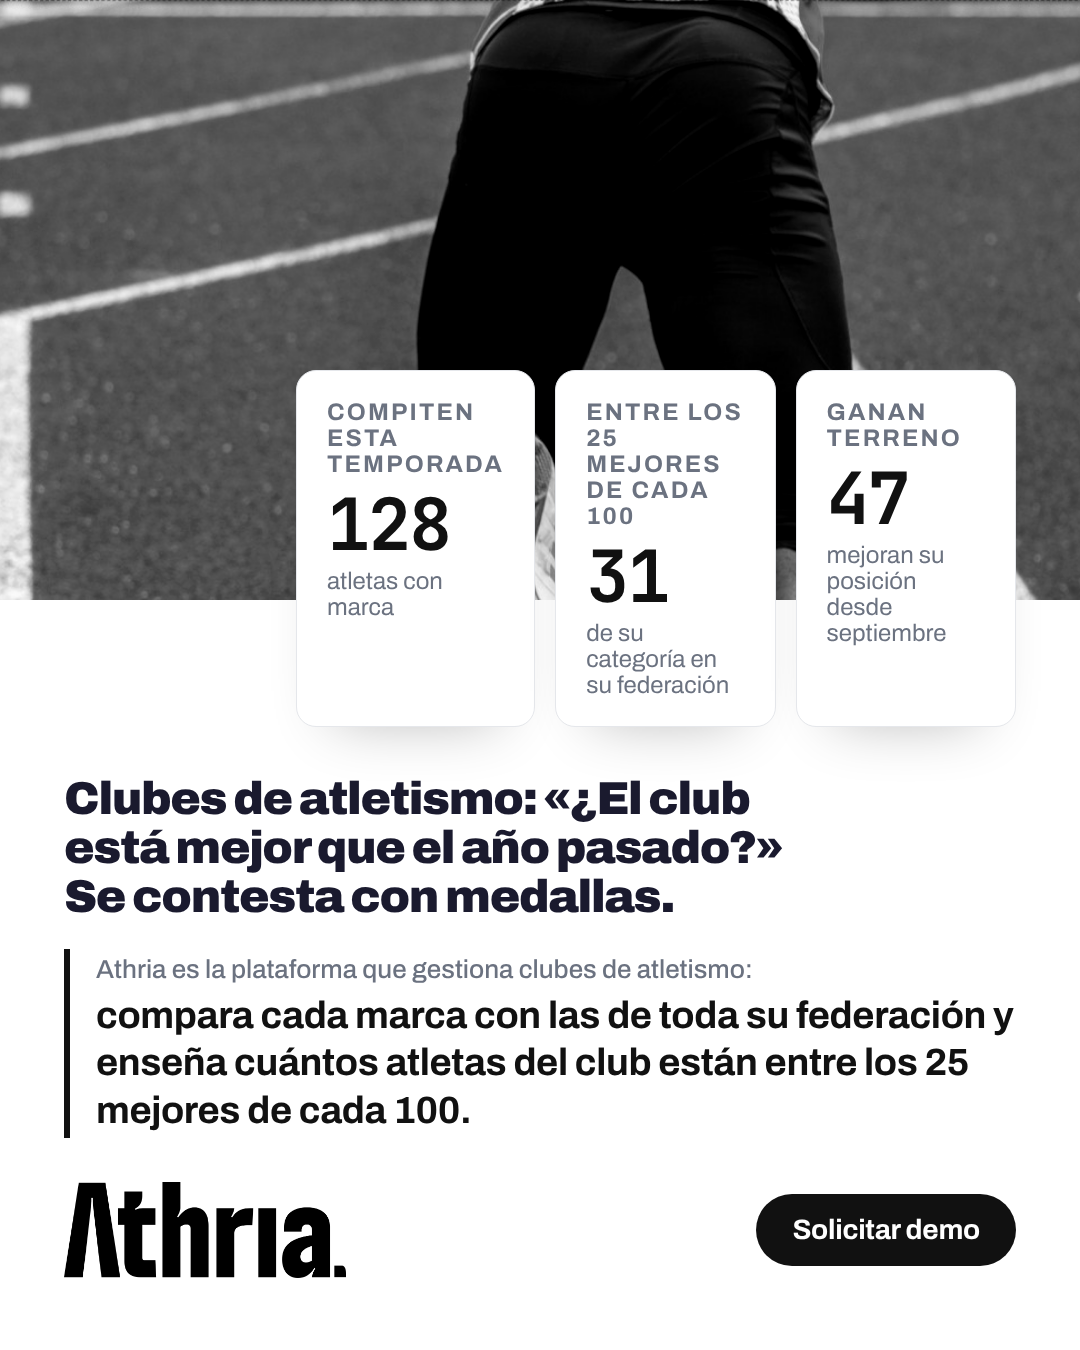 COMPITEN
ESTA
TEMPORADA
128
atletas con
marca
ENTRE LOS
25
MEJORES
DE CADA
100
31
de su
categoría en
su federación
GANAN
TERRENO
47
mejoran su
posición
desde
septiembre
Clubes de atletismo: «¿El club
está mejor que el año pasado?»
Se contesta con medallas.
Athria es la plataforma que gestiona clubes de atletismo:
compara cada marca con las de toda su federación y
enseña cuántos atletas del club están entre los 25
mejores de cada 100.
Athria.
Solicitar demo